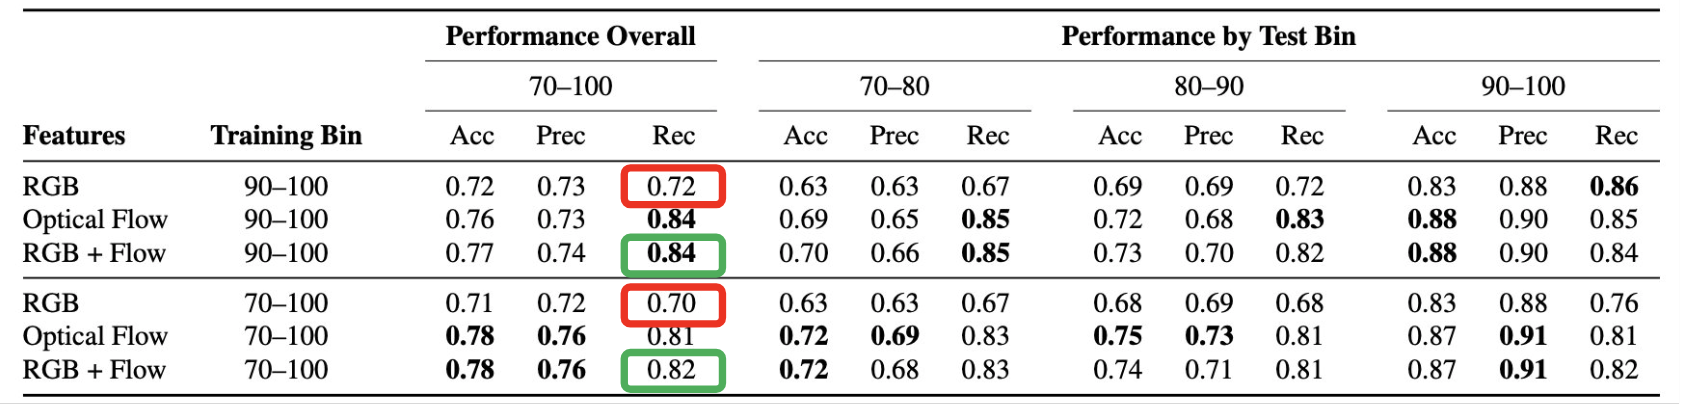 Performance Overall Performance by Test Bin
70–100 70–80 80–90 90–100
Features Training Bin Acc Prec Rec Acc Prec Rec Acc Prec Rec Acc Prec Rec
RGB 90–100 0.72 0.73 0.72 0.63 0.63 0.67 0.69 0.69 0.72 0.83 0.88 0.86
Optical Flow 90–100 0.76 0.73 0.84 0.69 0.65 0.85 0.72 0.68 0.83 0.88 0.90 0.85
RGB + Flow 90–100 0.77 0.74 0.84 0.70 0.66 0.85 0.73 0.70 0.82 0.88 0.90 0.84
RGB 70–100 0.71 0.72 0.70 0.63 0.63 0.67 0.68 0.69 0.68 0.83 0.88 0.76
Optical Flow 70–100 0.78 0.76 0.81 0.72 0.69 0.83 0.75 0.73 0.81 0.87 0.91 0.81
RGB + Flow 70–100 0.78 0.76 0.82 0.72 0.68 0.83 0.74 0.71 0.81 0.87 0.91 0.82